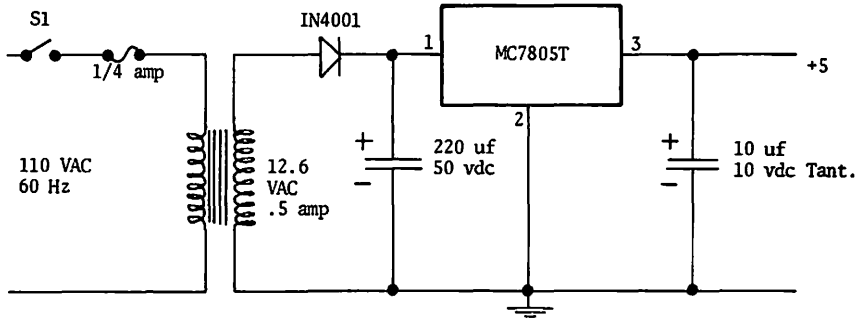 S1
1/4 amp
110 VAC
60 Hz
12.6
VAC
.5 amp
IN4001
1
MC7805T
3
2
+
220 uf
50 vdc
−
+
10 uf
10 vdc Tant.
−
+5